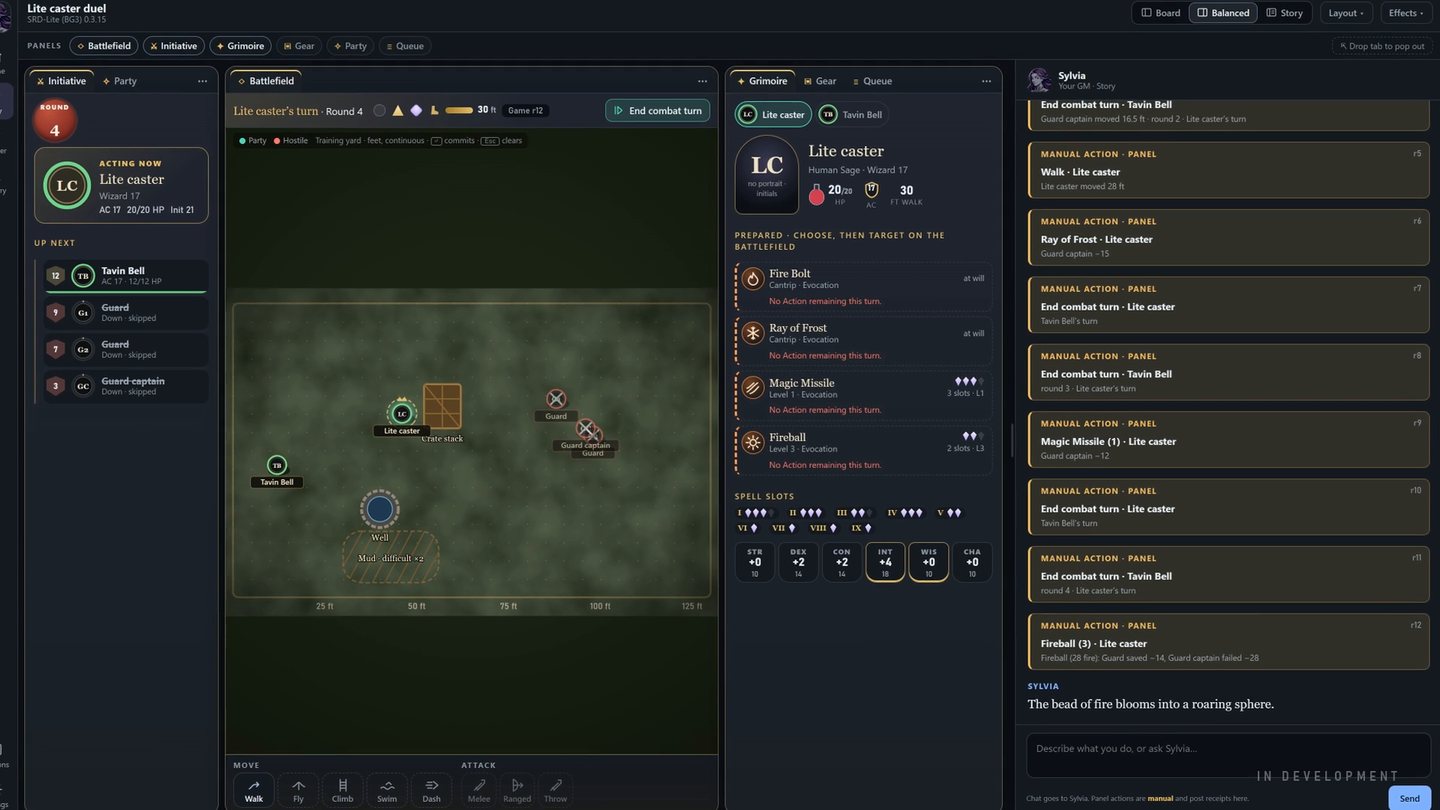 Lite caster duel
SRD-Lite (BG3) 0.3.15
Board
Balanced
Story
Layout
Effects
PANELS
Battlefield
Initiative
Grimoire
Gear
Party
Queue
Drop tab to pop out
Initiative
Party
ROUND
4
ACTING NOW
LC
Lite caster
Wizard 17
AC 17 20/20 HP Init 21
UP NEXT
12
TB
Tavin Bell
AC 17 · 12/12 HP
9
G1
Guard
Down · skipped
7
G2
Guard
Down · skipped
3
GC
Guard captain
Down · skipped
Battlefield
Lite caster's turn · Round 4
30 ft
Game r12
End combat turn
Party
Hostile
Training yard · feet, continuous ·
commits · Esc clears
LC
Lite caster
Crate stack
Guard
Guard captain
Guard
TB
Tavin Bell
Well
Mud · difficult ×2
25 ft
50 ft
75 ft
100 ft
125 ft
MOVE
Walk
Fly
Climb
Swim
Dash
ATTACK
Melee
Ranged
Throw
Grimoire
Gear
Queue
LC
Lite caster
TB
Tavin Bell
LC
no portrait ·
initials
Lite caster
Human Sage · Wizard 17
20/20
HP
17
AC
30
FT WALK
PREPARED · CHOOSE, THEN TARGET ON THE
BATTLEFIELD
Fire Bolt
Cantrip · Evocation
at will
No Action remaining this turn.
Ray of Frost
Cantrip · Evocation
at will
No Action remaining this turn.
Magic Missile
Level 1 · Evocation
3 slots · L1
No Action remaining this turn.
Fireball
Level 3 · Evocation
2 slots · L3
No Action remaining this turn.
SPELL SLOTS
I
II
III
IV
V
VI
VII
VIII
IX
STR
+0
10
DEX
+2
14
CON
+2
14
INT
+4
18
WIS
+0
10
CHA
+0
10
Sylvia
Your GM · Story
End combat turn · Tavin Bell
Guard captain moved 16.5 ft · round 2 · Lite caster's turn
MANUAL ACTION · PANEL
r5
Walk · Lite caster
Lite caster moved 28 ft
MANUAL ACTION · PANEL
r6
Ray of Frost · Lite caster
Guard captain −15
MANUAL ACTION · PANEL
r7
End combat turn · Lite caster
Tavin Bell's turn
MANUAL ACTION · PANEL
r8
End combat turn · Tavin Bell
round 3 · Lite caster's turn
MANUAL ACTION · PANEL
r9
Magic Missile (1) · Lite caster
Guard captain −12
MANUAL ACTION · PANEL
r10
End combat turn · Lite caster
Tavin Bell's turn
MANUAL ACTION · PANEL
r11
End combat turn · Tavin Bell
round 4 · Lite caster's turn
MANUAL ACTION · PANEL
r12
Fireball (3) · Lite caster
Fireball (28 fire): Guard saved −14, Guard captain failed −28
SYLVIA
The bead of fire blooms into a roaring sphere.
Describe what you do, or ask Sylvia...
IN DEVELOPMENT
Chat goes to Sylvia. Panel actions are manual and post receipts here.
Send